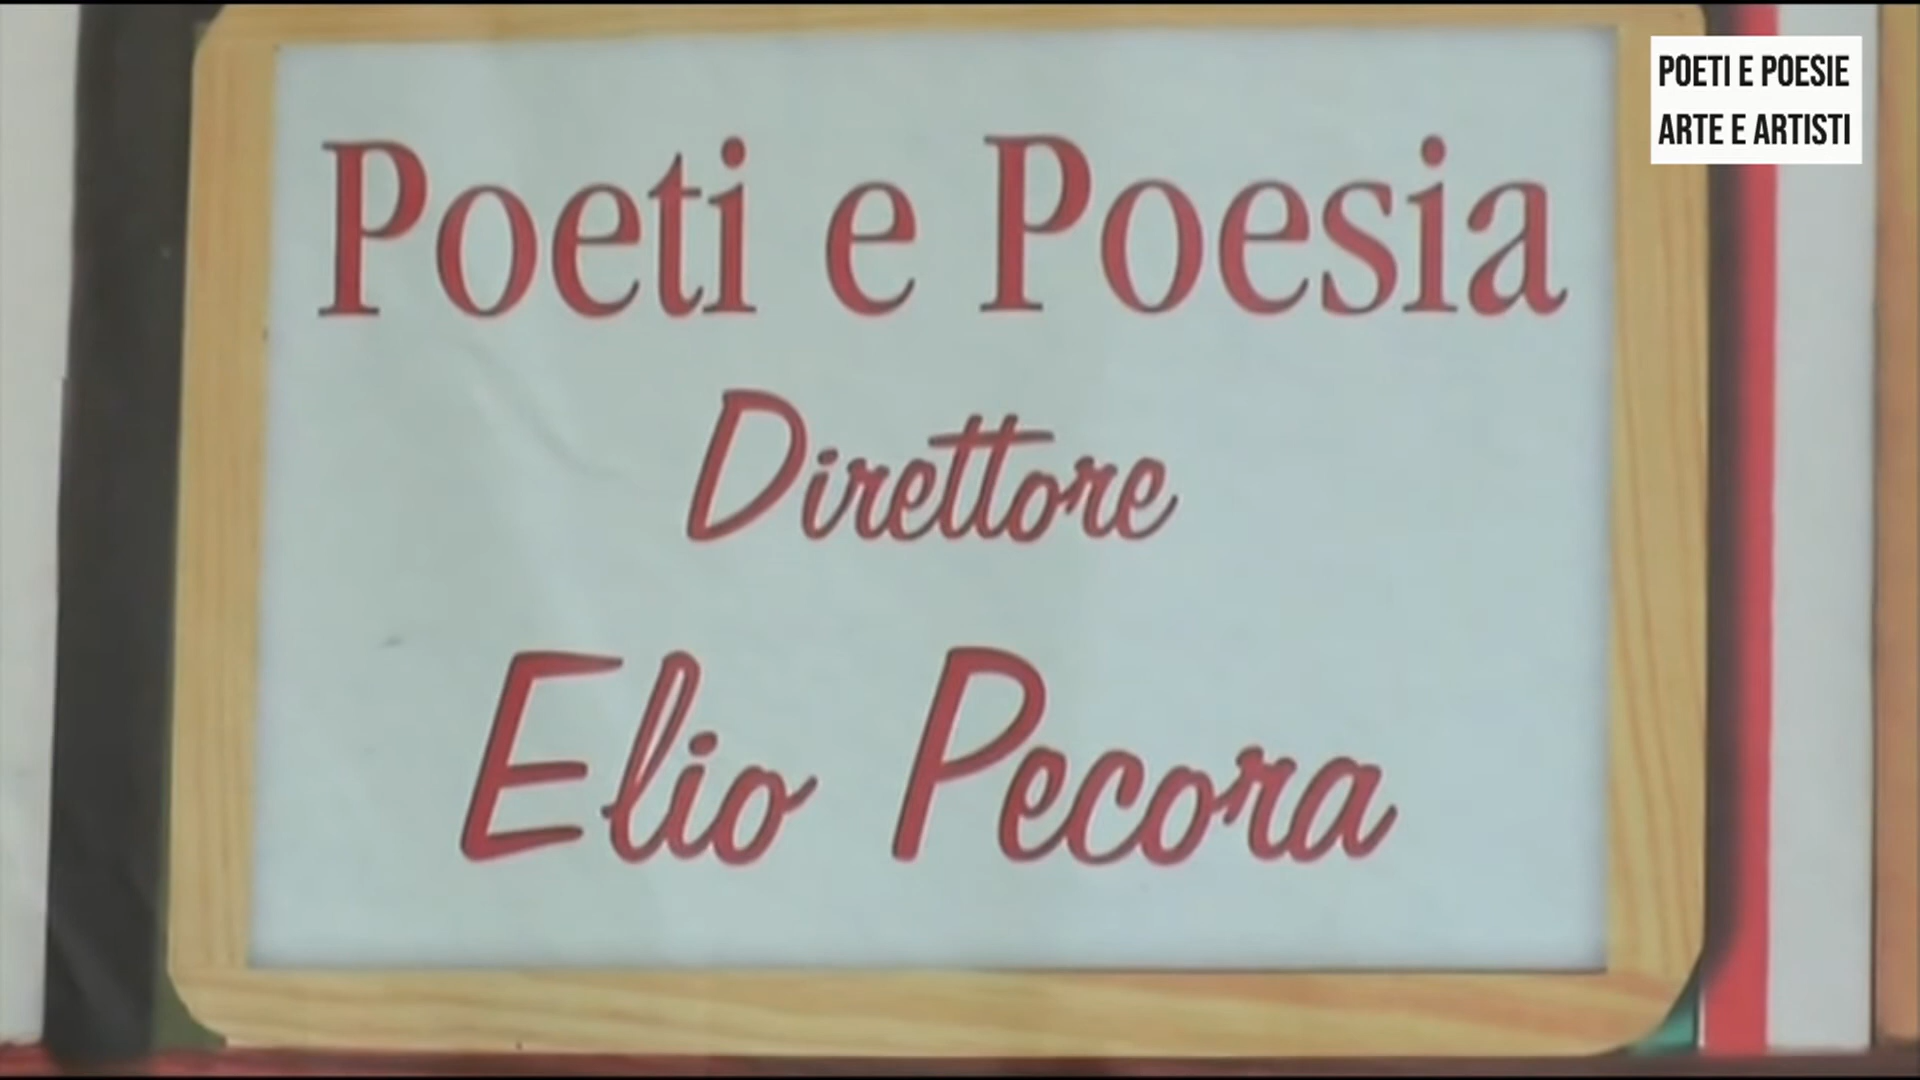 Poeti e Poesia
Direttore
Elio Pecora
POETI E POESIE
ARTE E ARTISTI